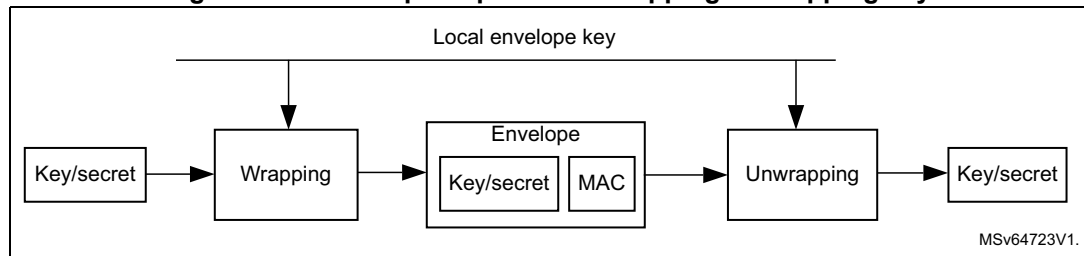 Local envelope key
Envelope
Key/secret
Wrapping
Key/secret
MAC
Unwrapping
Key/secret
MSv64723V1.